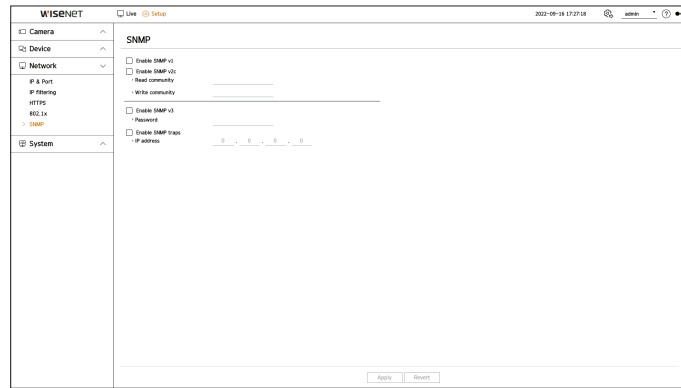 WISENET
Live Setup 2022-09-16 17:27:18 admin ?
Camera
Device
Network
IP & Port
IP filtering
HTTPS
802.1x
> SNMP
System
SNMP
Enable SNMP v1
Enable SNMP v2c
• Read community
• Write community
Enable SNMP v3
• Password
Enable SNMP traps
• IP address 0 . 0 . 0 . 0
Apply Revert